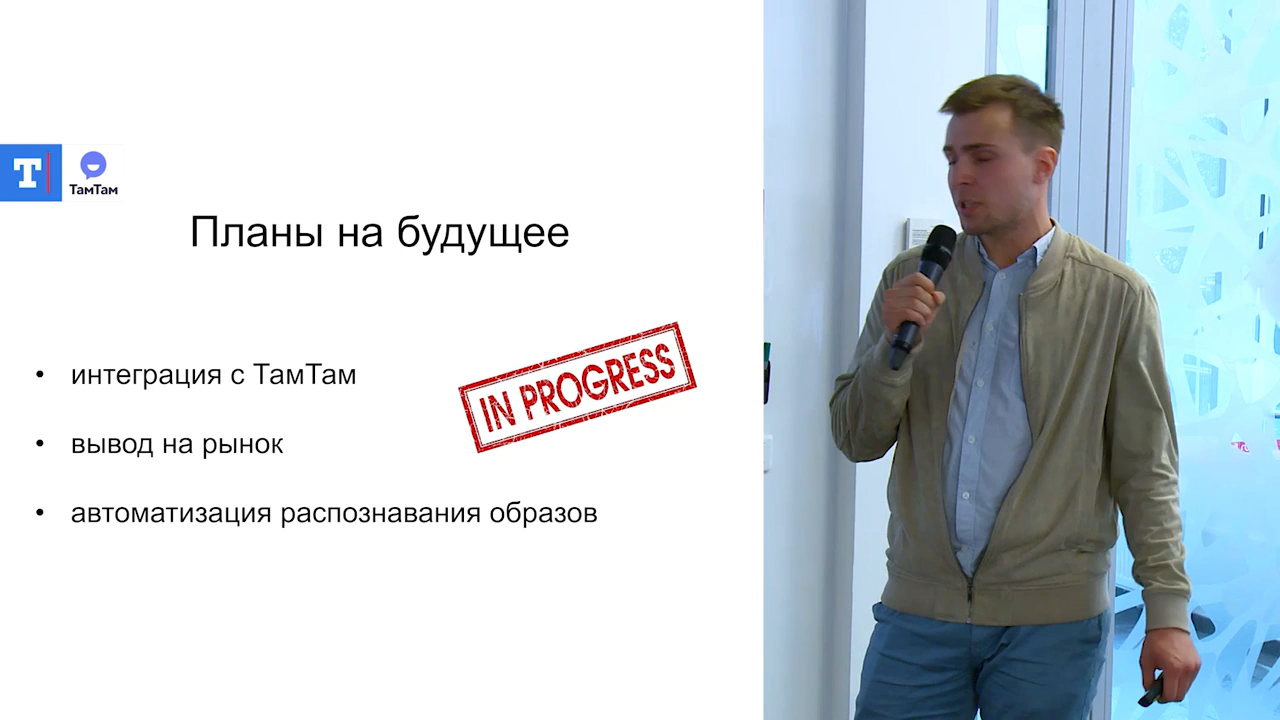 T
ТамТам
Планы на будущее
• интеграция с ТамТам
IN PROGRESS
• вывод на рынок
• автоматизация распознавания образов